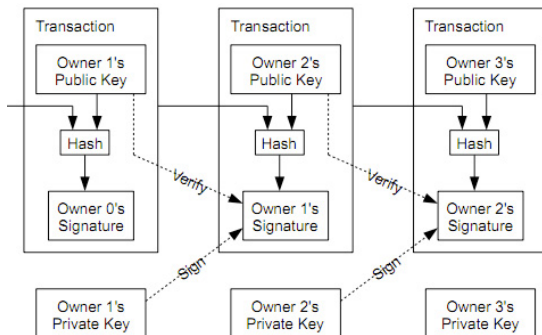 Transaction
Owner 1's
Public Key
Hash
Owner 0's
Signature
Transaction
Owner 2's
Public Key
Hash
Verify
Owner 1's
Signature
Transaction
Owner 3's
Public Key
Hash
Verify
Owner 2's
Signature
Sign
Sign
Owner 1's
Private Key
Owner 2's
Private Key
Owner 3's
Private Key